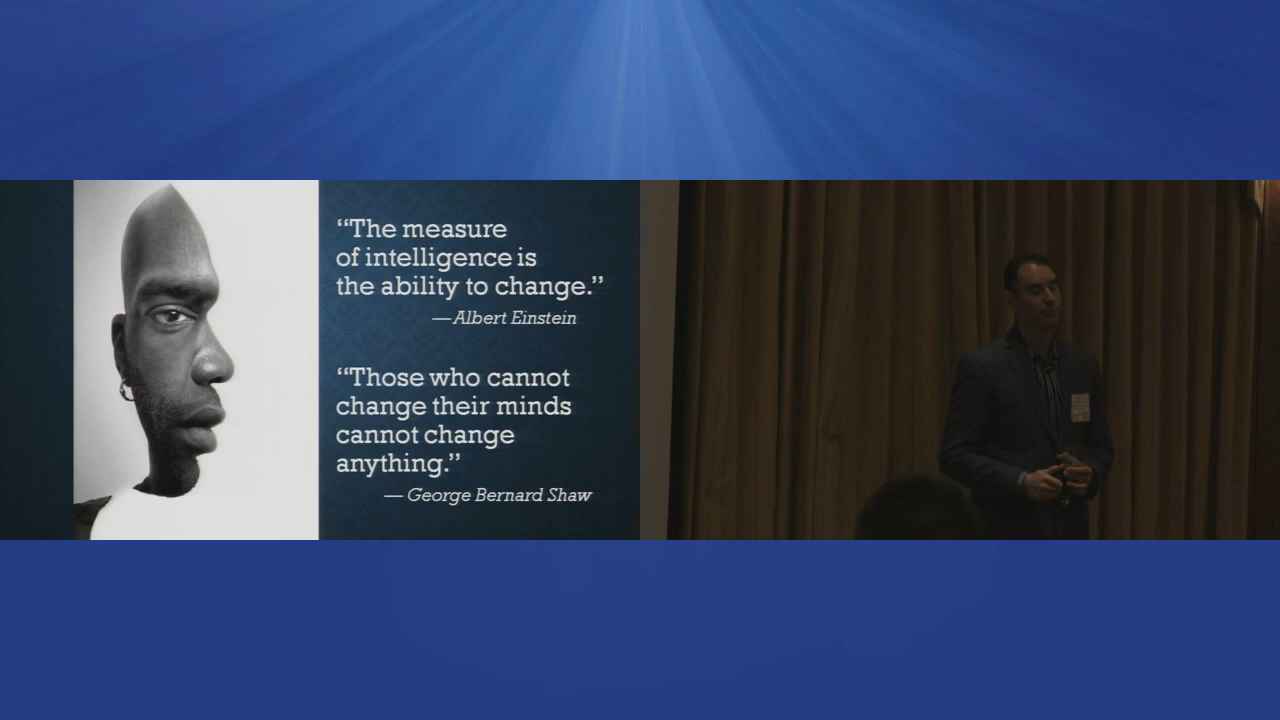 “The measure
of intelligence is
the ability to change.”
— Albert Einstein
“Those who cannot
change their minds
cannot change
anything.”
— George Bernard Shaw